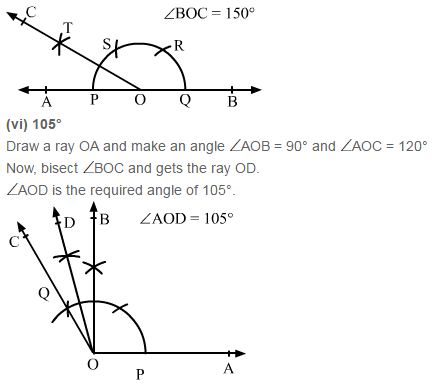 C
∠BOC = 150°
T
S
R
A P O Q B
(vi) 105°
Draw a ray OA and make an angle ∠AOB = 90° and ∠AOC = 120°
Now, bisect ∠BOC and gets the ray OD.
∠AOD is the required angle of 105°.
D B ∠AOD = 105°
C
Q
O P A